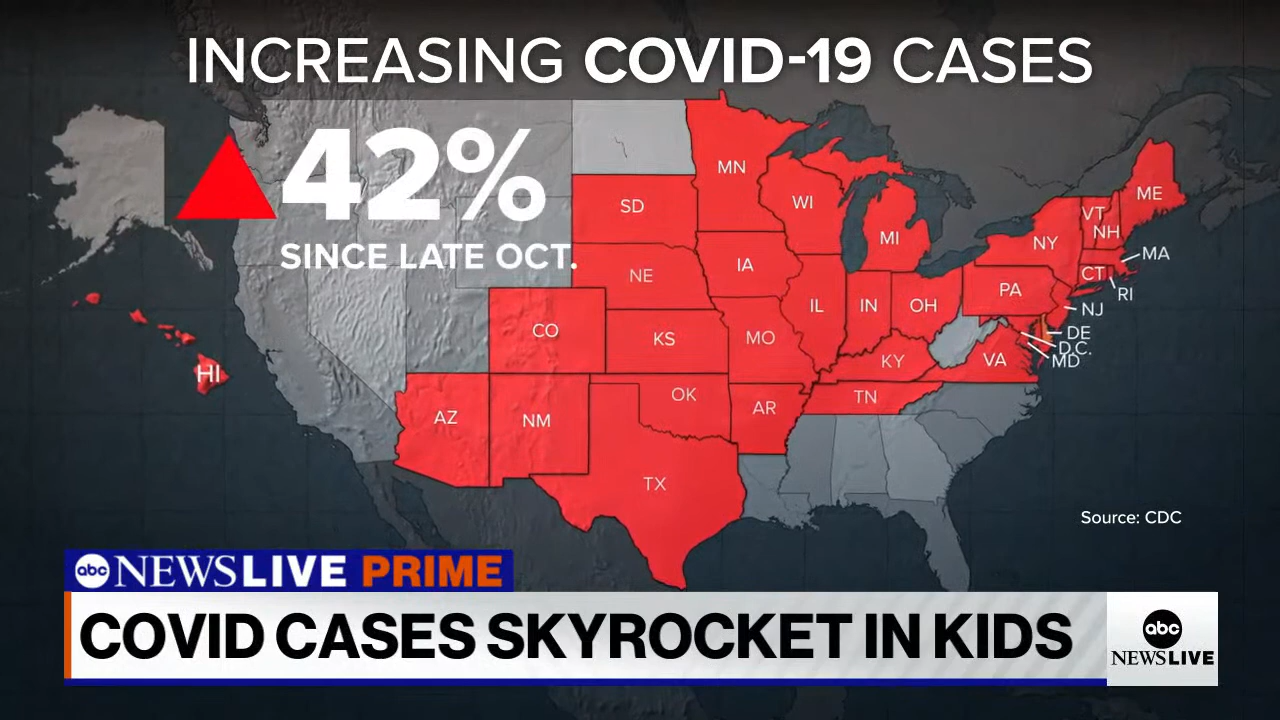 INCREASING COVID-19 CASES
42%
SINCE LATE OCT.
MN
ME
VT
SD
WI
NH
MI
NY
MA
IA
NE
CT
PA
RI
IL
IN
OH
NJ
CO
KS
MO
DE
D.C.
KY
VA
MD
HI
OK
TN
AZ
NM
AR
TX
Source: CDC
abc NEWS LIVE PRIME
COVID CASES SKYROCKET IN KIDS
abc
NEWS LIVE